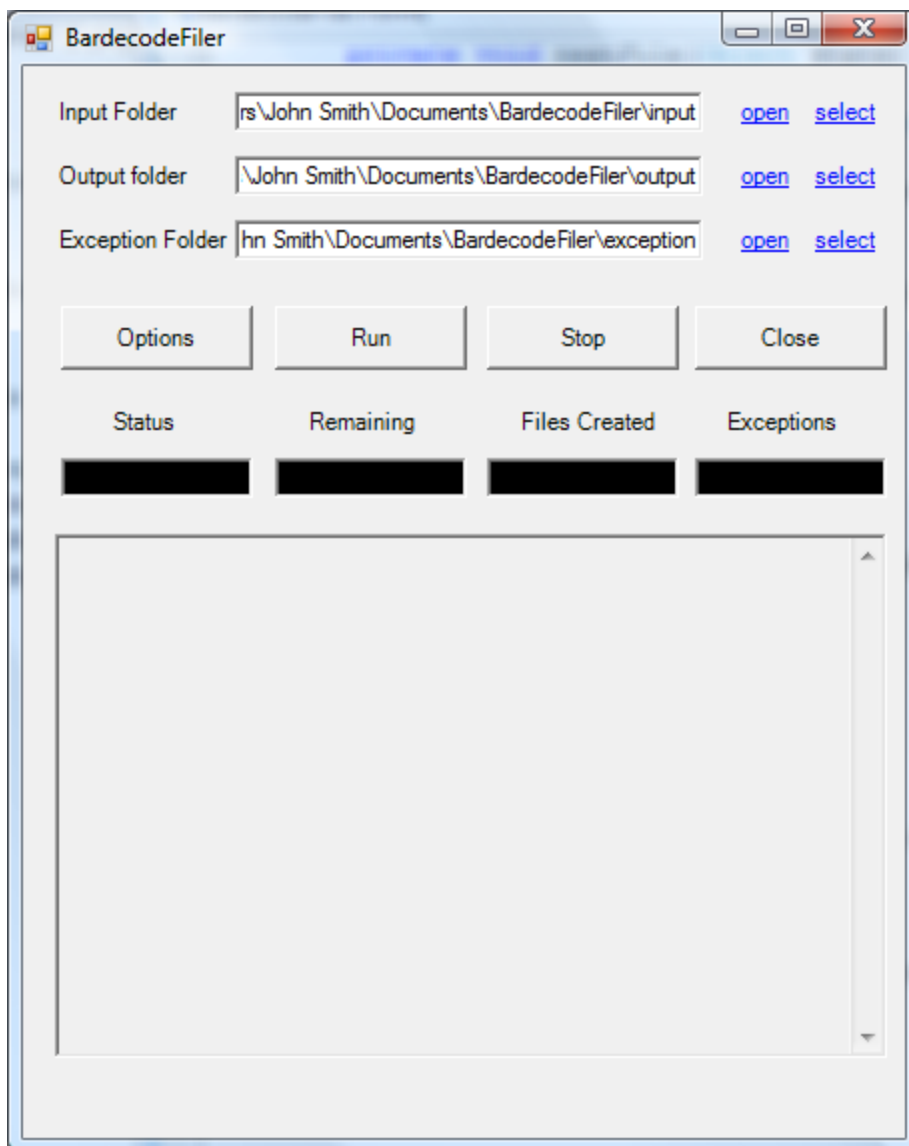 BardecodeFiler
Input Folder rs\John Smith\Documents\BardecodeFiler\input open select
Output folder \John Smith\Documents\BardecodeFiler\output open select
Exception Folder hn Smith\Documents\BardecodeFiler\exception open select
Options Run Stop Close
Status Remaining Files Created Exceptions